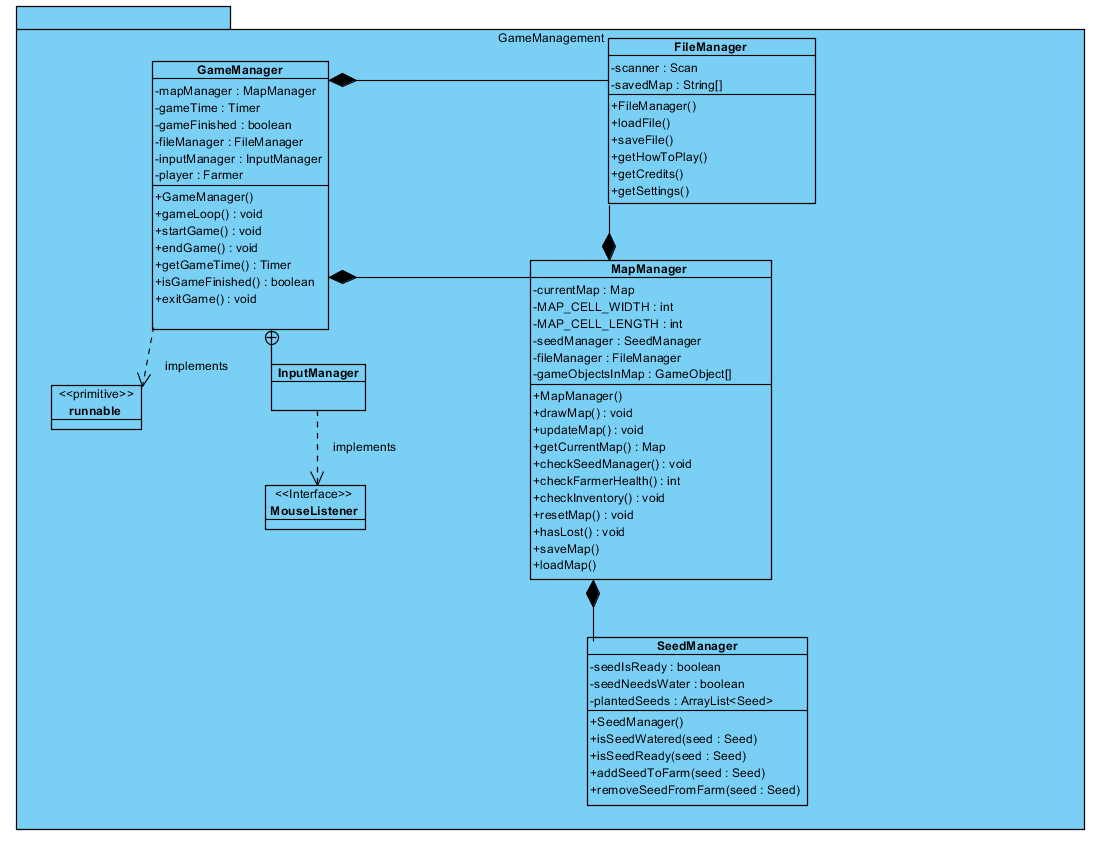 GameManagement
GameManager
-mapManager : MapManager
-gameTime : Timer
-gameFinished : boolean
-fileManager : FileManager
-inputManager : InputManager
-player : Farmer
+GameManager()
+gameLoop() : void
+startGame() : void
+endGame() : void
+getGameTime() : Timer
+isGameFinished() : boolean
+exitGame() : void
FileManager
-scanner : Scan
-savedMap : String[]
+FileManager()
+loadFile()
+saveFile()
+getHowToPlay()
+getCredits()
+getSettings()
implements
<<primitive>>
runnable
InputManager
implements
<<Interface>>
MouseListener
MapManager
-currentMap : Map
-MAP_CELL_WIDTH : int
-MAP_CELL_LENGTH : int
-seedManager : SeedManager
-fileManager : FileManager
-gameObjectsInMap : GameObject[]
+MapManager()
+drawMap() : void
+updateMap() : void
+getCurrentMap() : Map
+checkSeedManager() : void
+checkFarmerHealth() : int
+checkInventory() : void
+resetMap() : void
+hasLost() : void
+saveMap()
+loadMap()
SeedManager
-seedIsReady : boolean
-seedNeedsWater : boolean
-plantedSeeds : ArrayList<Seed>
+SeedManager()
+isSeedWatered(seed : Seed)
+isSeedReady(seed : Seed)
+addSeedToFarm(seed : Seed)
+removeSeedFromFarm(seed : Seed)